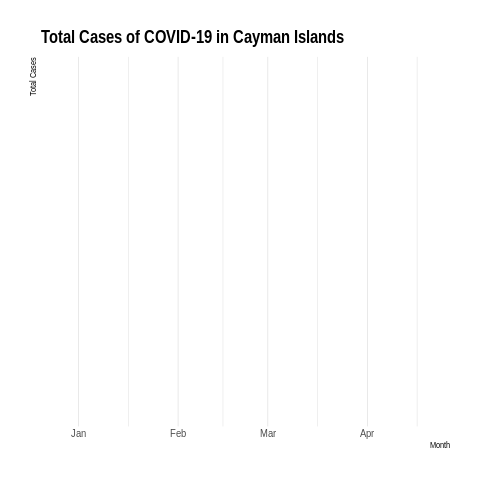 Total Cases of COVID-19 in Cayman Islands
Total Cases
Jan Feb Mar Apr
Month